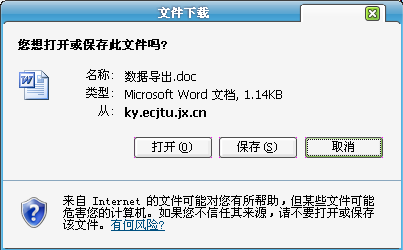 文件下载
您想打开或保存此文件吗?
名称: 数据导出.doc
类型: Microsoft Word 文档, 1.14KB
从: ky.ecjtu.jx.cn
打开(O) 保存(S) 取消
来自 Internet 的文件可能对您有所帮助,但某些文件可能
危害您的计算机。如果您不信任其来源,请不要打开或保存
该文件。有何风险?